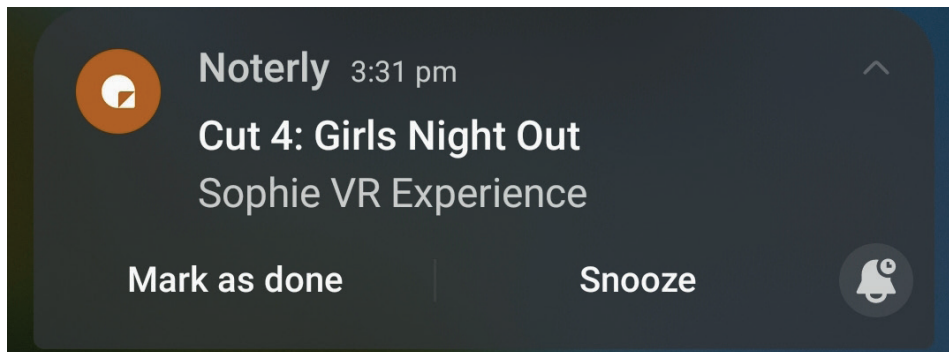 Noterly 3:31 pm
Cut 4: Girls Night Out
Sophie VR Experience
Mark as done Snooze